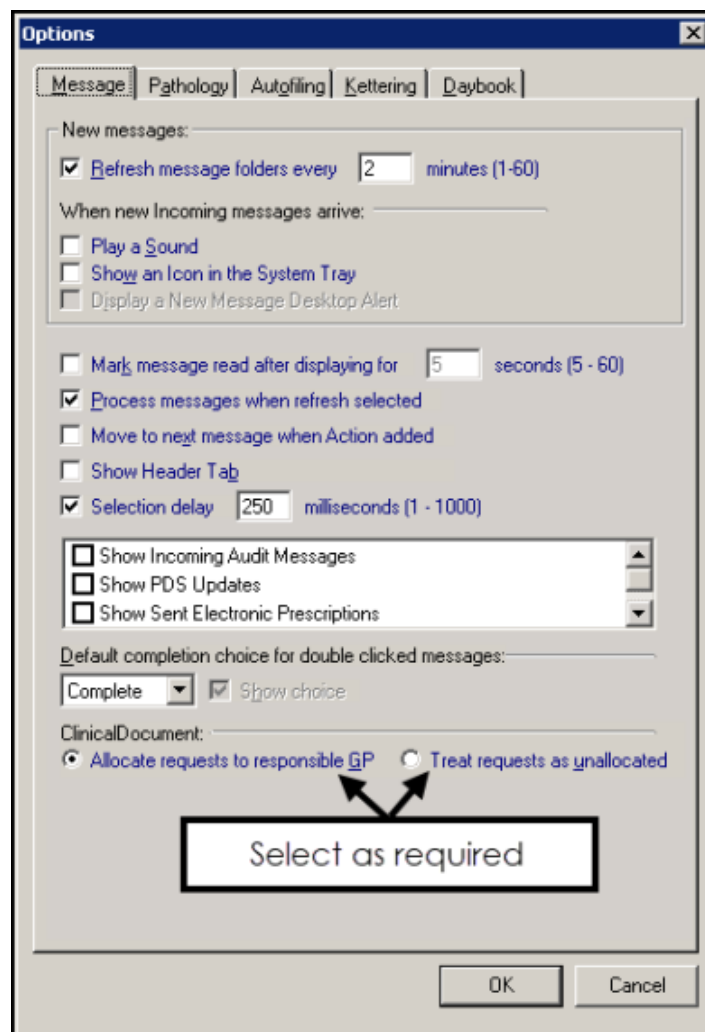 Options
Message Pathology Autofiling Kettering Daybook
New messages:
Refresh message folders every 2 minutes (1-60)
When new Incoming messages arrive:
Play a Sound
Show an Icon in the System Tray
Display a New Message Desktop Alert
Mark message read after displaying for 5 seconds (5 - 60)
Process messages when refresh selected
Move to next message when Action added
Show Header Tab
Selection delay 250 milliseconds (1 - 1000)
Show Incoming Audit Messages
Show PDS Updates
Show Sent Electronic Prescriptions
Default completion choice for double clicked messages:
Complete Show choice
ClinicalDocument:
Allocate requests to responsible GP Treat requests as unallocated
Select as required
OK Cancel